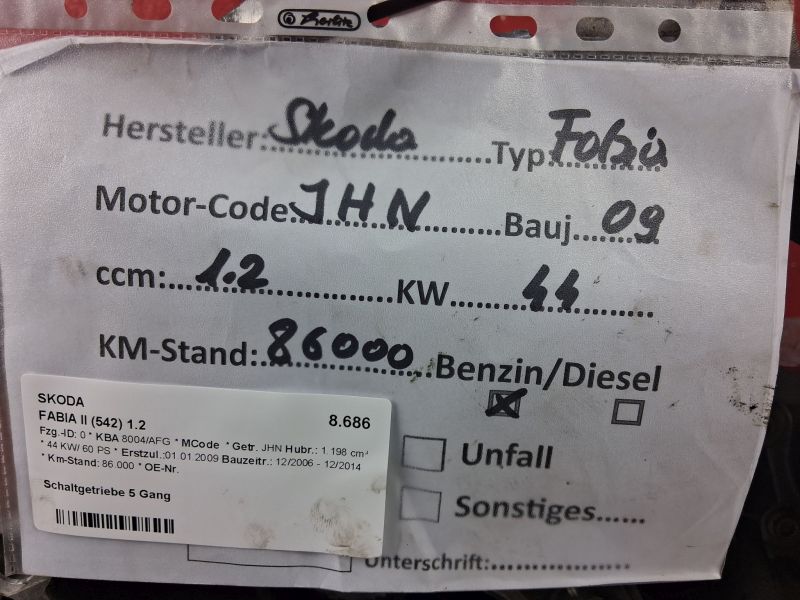 Herlitz
Hersteller: Skoda Typ: Fabia
Motor-Code JHN Bauj. 09
ccm: 1.2 KW 44
KM-Stand: 86000 Benzin/Diesel
SKODA
FABIA II (542) 1.2 8.686
Fzg.-ID: 0 * KBA 8004/AFG * MCode * Getr. JHN Hubr.: 1.198 cm³
* 44 KW/ 60 PS * Erstzul.:01.01.2009 Bauzeitr.: 12/2006 - 12/2014
* Km-Stand: 86.000 * OE-Nr.
Schaltgetriebe 5 Gang
Unfall
Sonstiges......
Unterschrift: